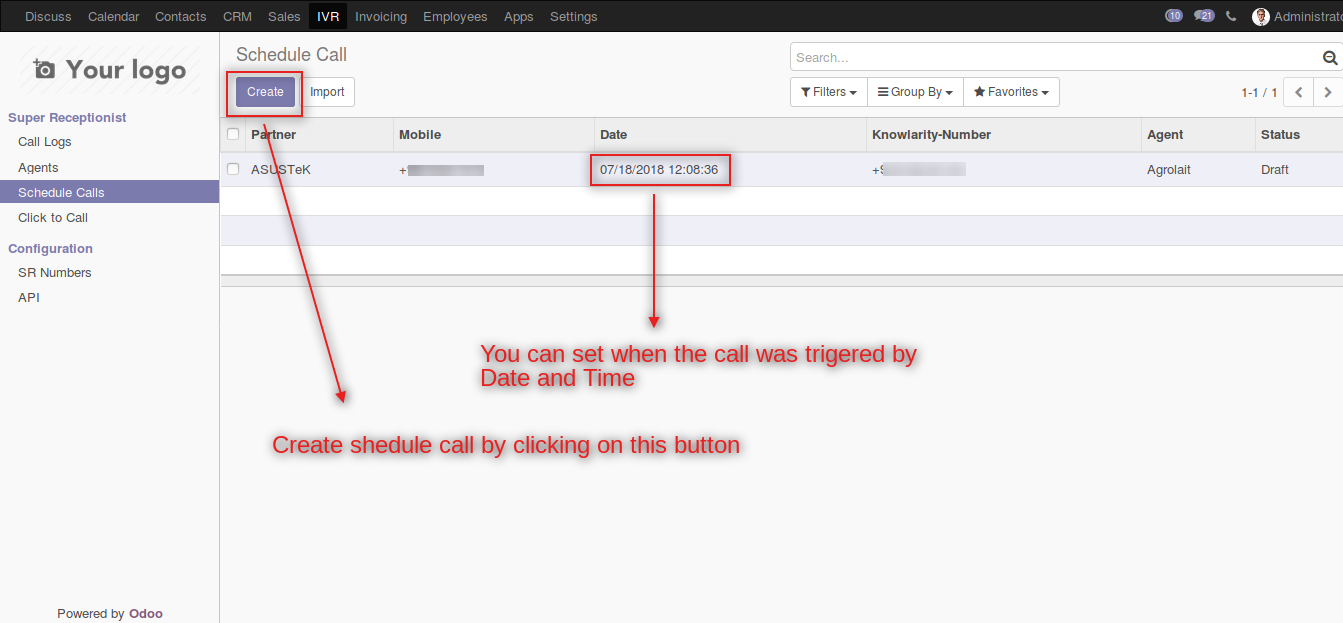 Discuss Calendar Contacts CRM Sales IVR Invoicing Employees Apps Settings 10 21 Administrato
Your logo
Schedule Call
Search...
Create Import
Filters Group By Favorites 1-1 / 1
Super Receptionist
Call Logs
Agents
Schedule Calls
Click to Call
Configuration
SR Numbers
API
Partner Mobile Date Knowlarity-Number Agent Status
ASUSTeK + 07/18/2018 12:08:36 +9 Agrolait Draft
You can set when the call was trigered by
Date and Time
Create shedule call by clicking on this button
Powered by Odoo